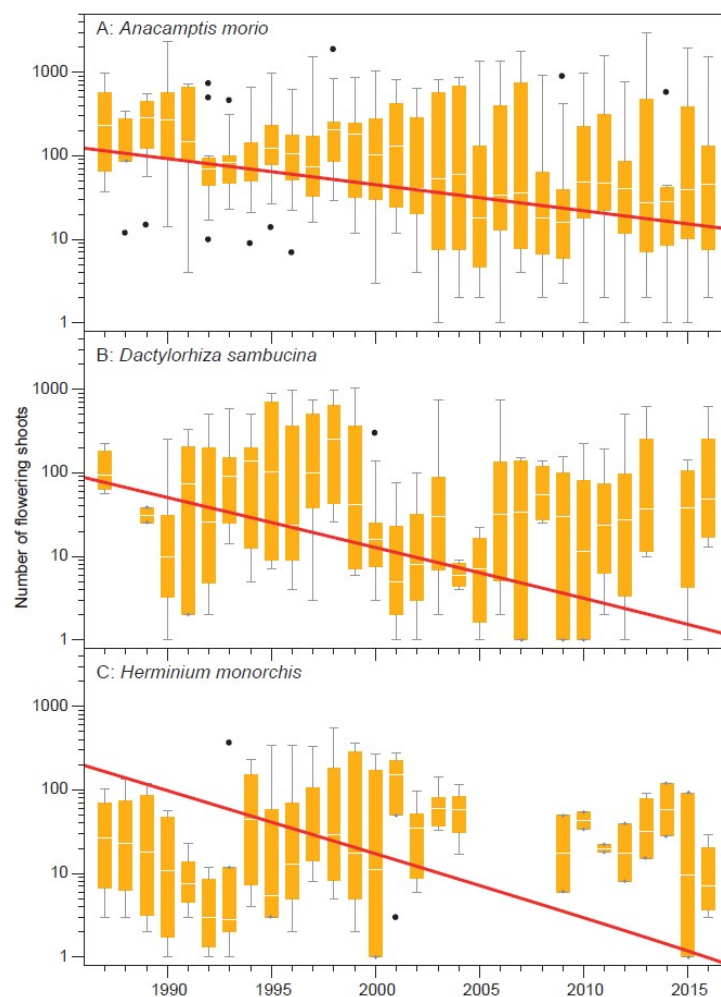 A: Anacamptis morio
1000
100
10
1
B: Dactylorhiza sambucina
1000
100
10
1
Number of flowering shoots
C: Herminium monorchis
1000
100
10
1
1990 1995 2000 2005 2010 2015